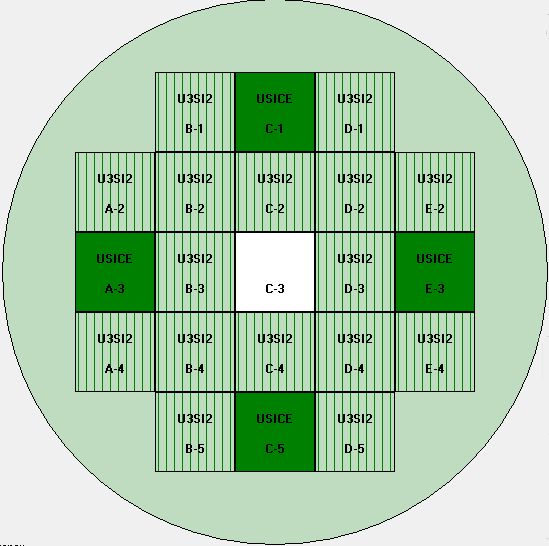 U3SI2 USICE U3SI2
B-1 C-1 D-1
U3SI2 U3SI2 U3SI2 U3SI2 U3SI2
A-2 B-2 C-2 D-2 E-2
USICE U3SI2 U3SI2 USICE
A-3 B-3 C-3 D-3 E-3
U3SI2 U3SI2 U3SI2 U3SI2 U3SI2
A-4 B-4 C-4 D-4 E-4
U3SI2 USICE U3SI2
B-5 C-5 D-5